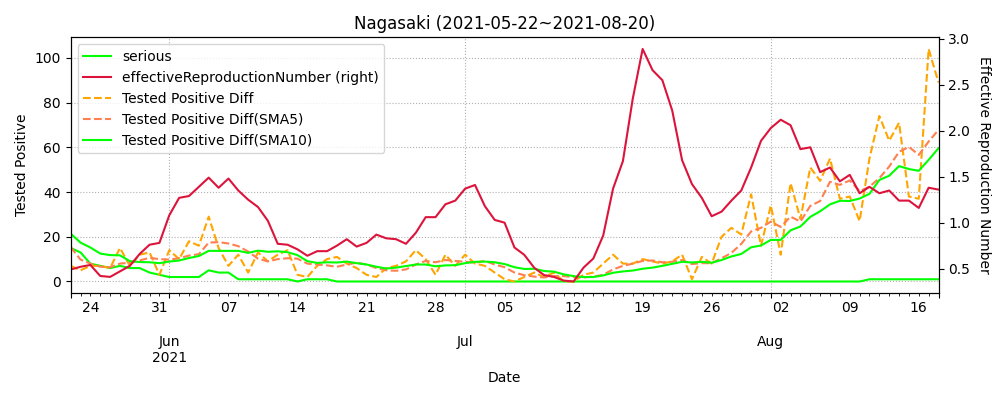 Nagasaki (2021-05-22~2021-08-20)
serious
effectiveReproductionNumber (right)
Tested Positive Diff
Tested Positive Diff(SMA5)
Tested Positive Diff(SMA10)
Tested Positive
100
80
60
40
20
0
Effective Reproduction Number
3.0
2.5
2.0
1.5
1.0
0.5
24 31 07 14 21 28 05 12 19 26 02 09 16
Jun Jul Aug
2021
Date